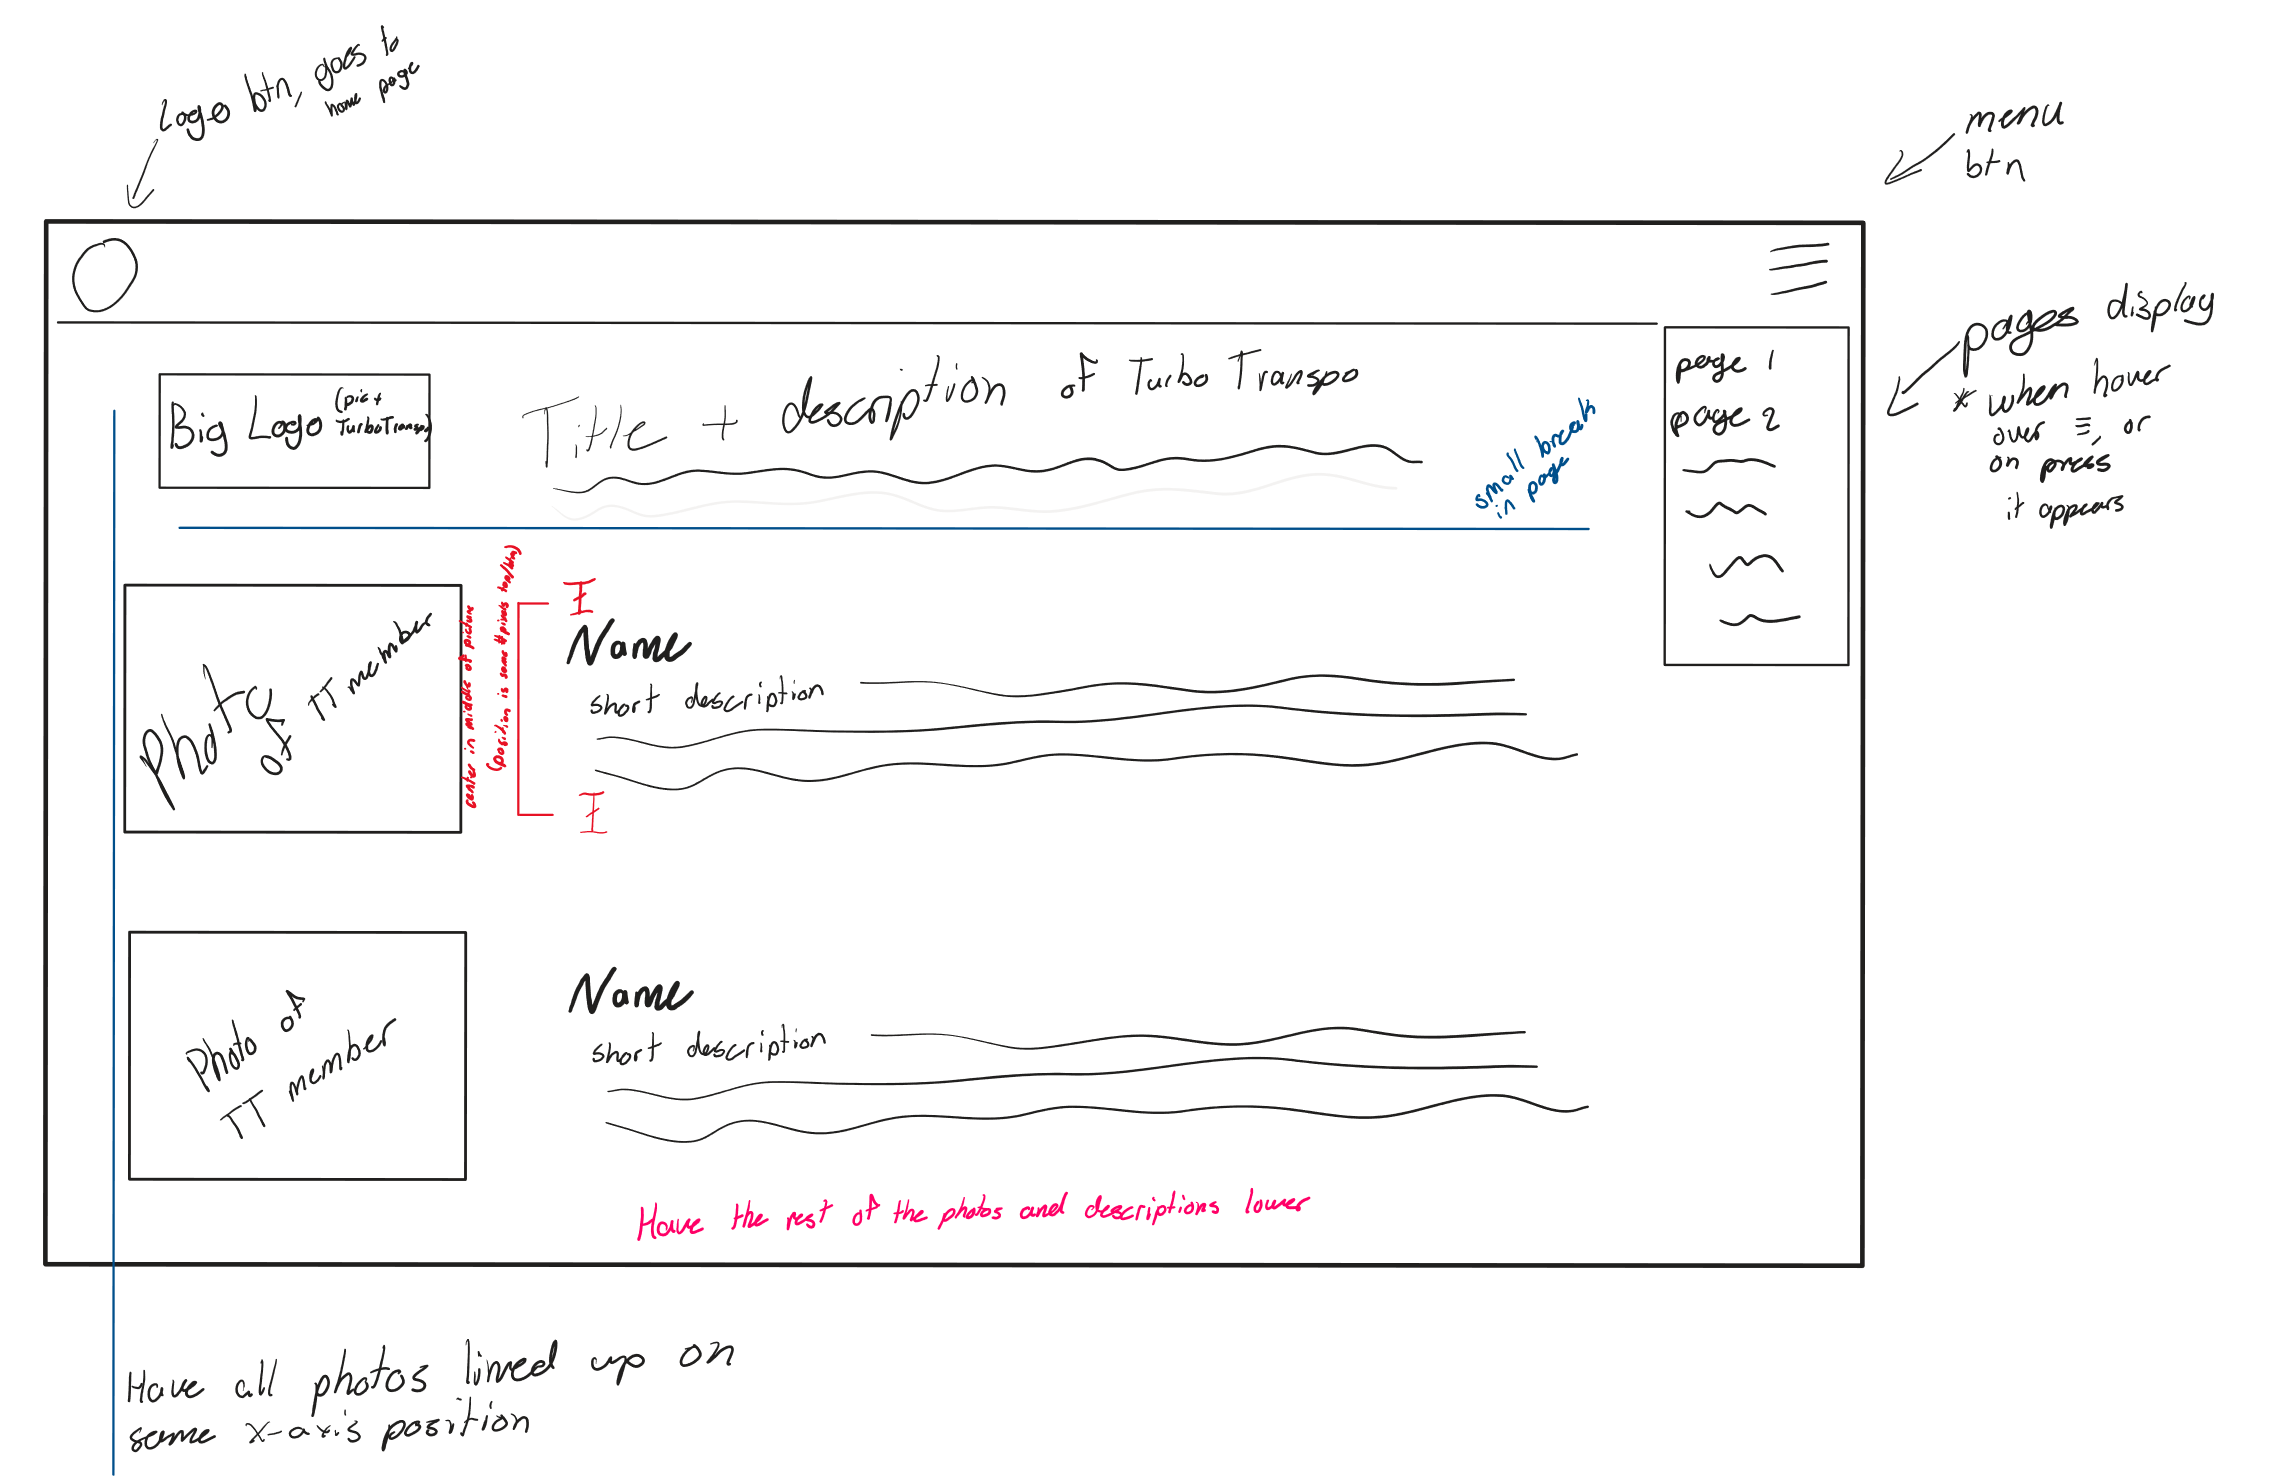 Logo btn, goes to
home page
menu
btn
Big Logo (pic +
TurboTranspo)
Title + description of Turbo Transpo
small break
in page
page 1
page 2
pages display
* when hover
over ≡, or
on press
it appears
Photo
of TT member
center in middle of picture
(position is same # pixels top/btm)
Name
short description
Photo of
TT member
Name
short description
Have the rest of the photos and descriptions lower
Have all photos lined up on
same x-axis position